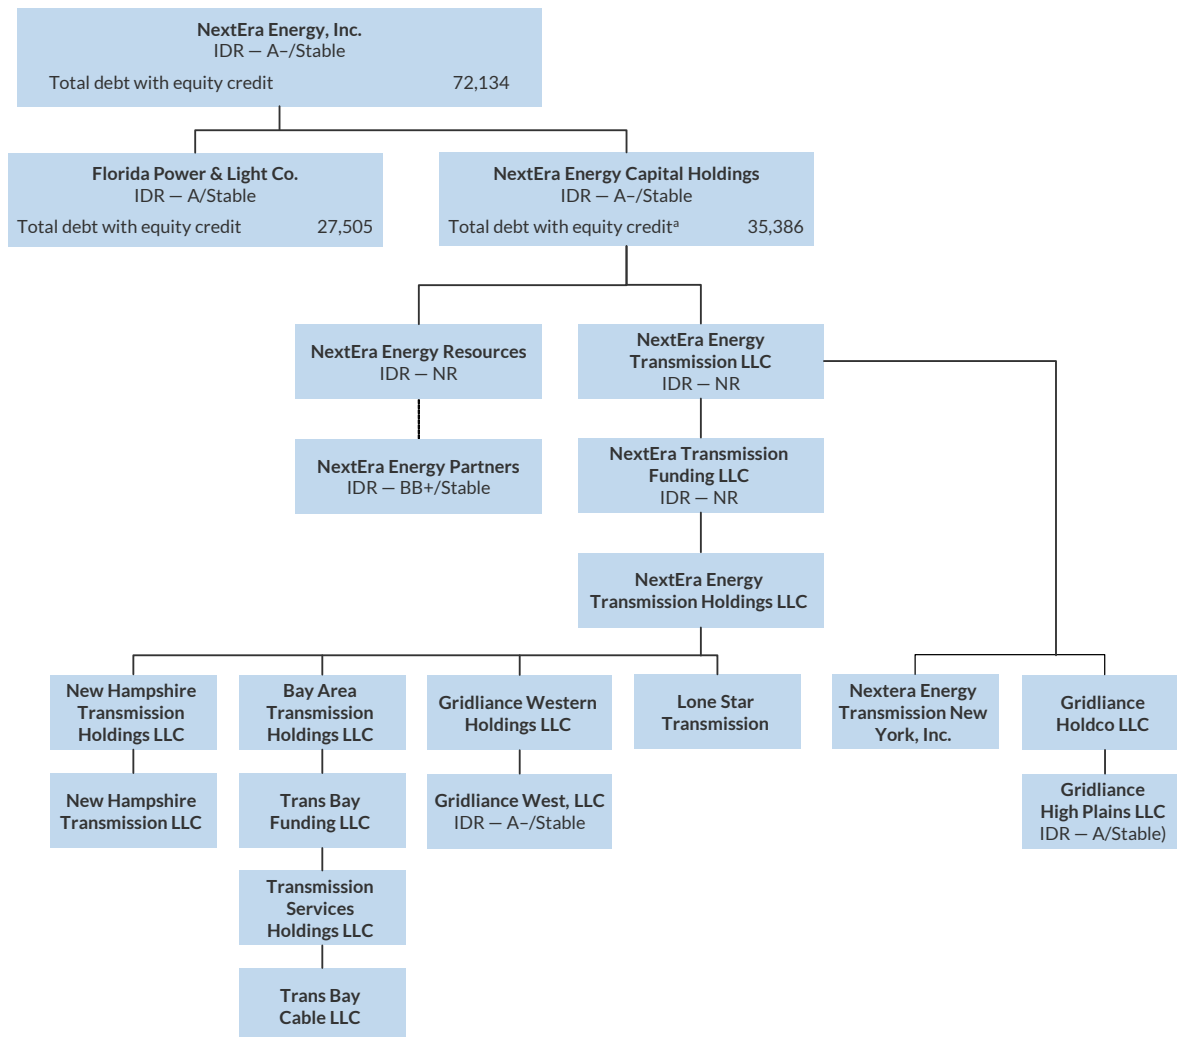 NextEra Energy, Inc.
IDR — A–/Stable
Total debt with equity credit 72,134
Florida Power & Light Co.
IDR — A/Stable
Total debt with equity credit 27,505
NextEra Energy Capital Holdings
IDR — A–/Stable
Total debt with equity creditᵃ 35,386
NextEra Energy Resources
IDR — NR
NextEra Energy
Transmission LLC
IDR — NR
NextEra Energy Partners
IDR — BB+/Stable
NextEra Transmission
Funding LLC
IDR — NR
NextEra Energy
Transmission Holdings LLC
New Hampshire
Transmission
Holdings LLC
Bay Area
Transmission
Holdings LLC
Gridliance Western
Holdings LLC
Lone Star
Transmission
Nextera Energy
Transmission New
York, Inc.
Gridliance
Holdco LLC
New Hampshire
Transmission LLC
Trans Bay
Funding LLC
Gridliance West, LLC
IDR — A–/Stable
Gridliance
High Plains LLC
IDR — A/Stable)
Transmission
Services
Holdings LLC
Trans Bay
Cable LLC